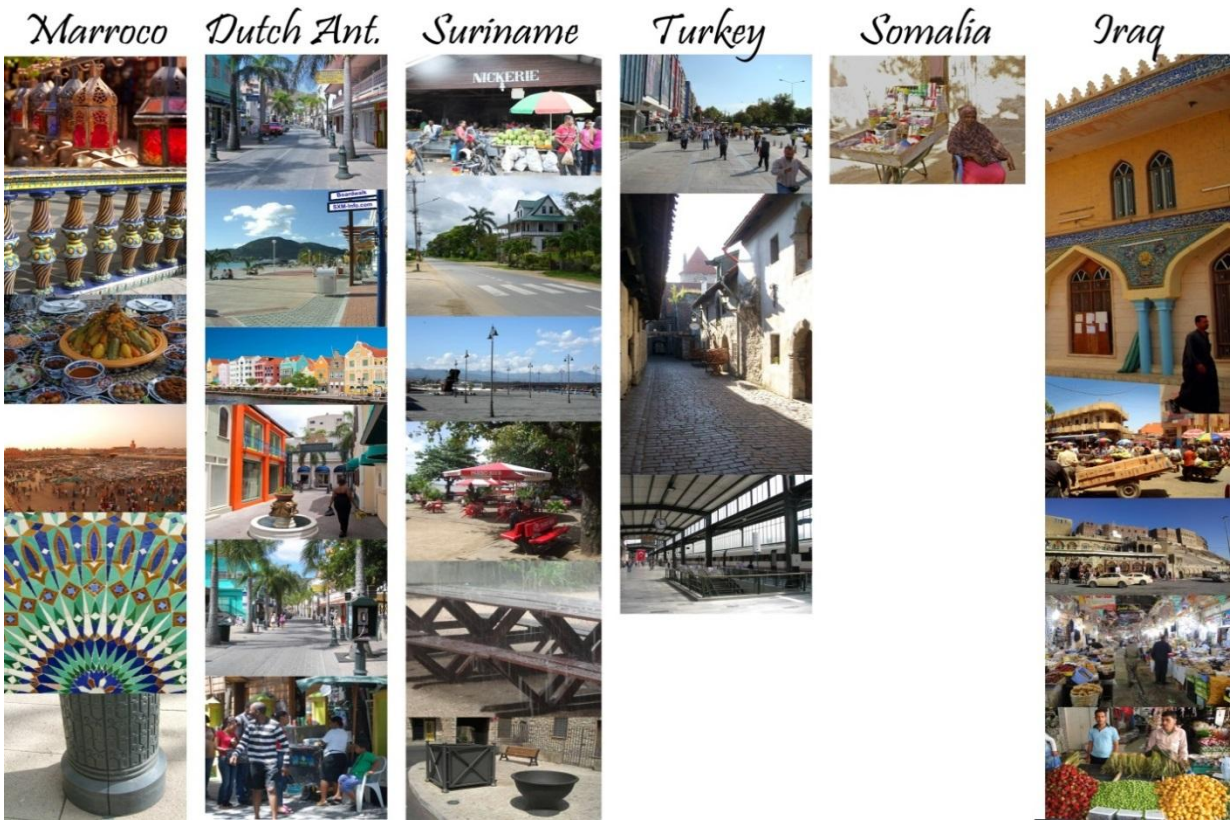 Marroco
Dutch Ant.
Suriname
Turkey
Somalia
Iraq
NICKERIE
Boardwalk
SXM-Info.com